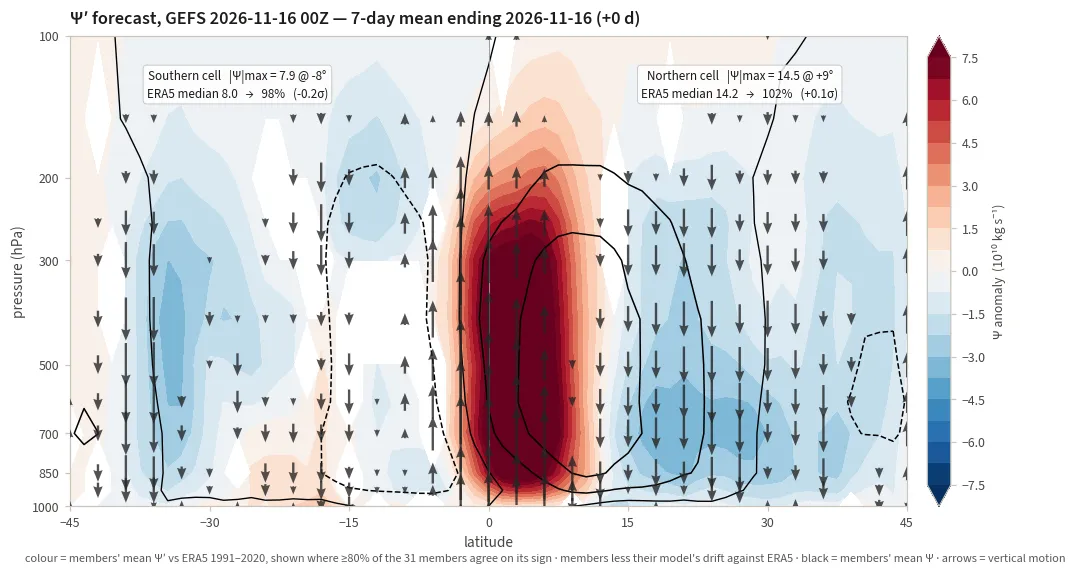 Ψ′ forecast, GEFS 2026-11-16 00Z — 7-day mean ending 2026-11-16 (+0 d)
Southern cell |Ψ|max = 7.9 @ -8°
ERA5 median 8.0 → 98% (-0.2σ)
Northern cell |Ψ|max = 14.5 @ +9°
ERA5 median 14.2 → 102% (+0.1σ)
pressure (hPa)
100
200
300
400
500
700
850
1000
−45
−30
−15
0
15
30
45
latitude
7.5
6.0
4.5
3.0
1.5
0.0
−1.5
−3.0
−4.5
−6.0
−7.5
Ψ anomaly (10¹⁰ kg s⁻¹)
colour = members' mean Ψ′ vs ERA5 1991–2020, shown where ≥80% of the 31 members agree on its sign · members less their model's drift against ERA5 · black = members' mean Ψ · arrows = vertical motion